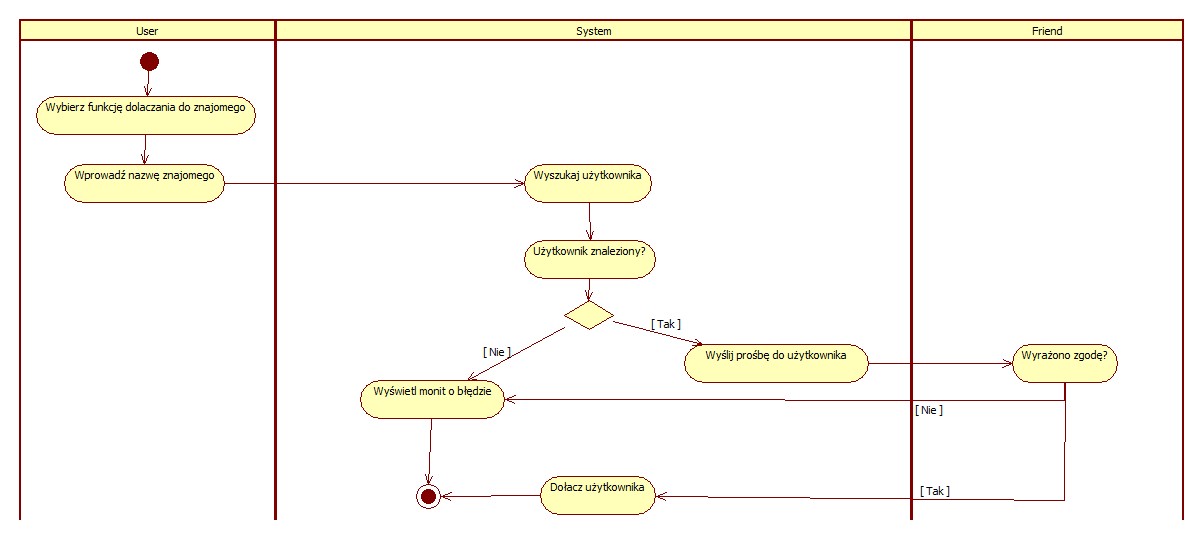 User
System
Friend
Wybierz funkcję dolaczania do znajomego
Wprowadź nazwę znajomego
Wyszukaj użytkownika
Użytkownik znaleziony?
[ Tak ]
[ Nie ]
Wyślij prośbę do użytkownika
Wyrażono zgodę?
Wyświetl monit o błędzie
[ Nie ]
Dołacz użytkownika
[ Tak ]